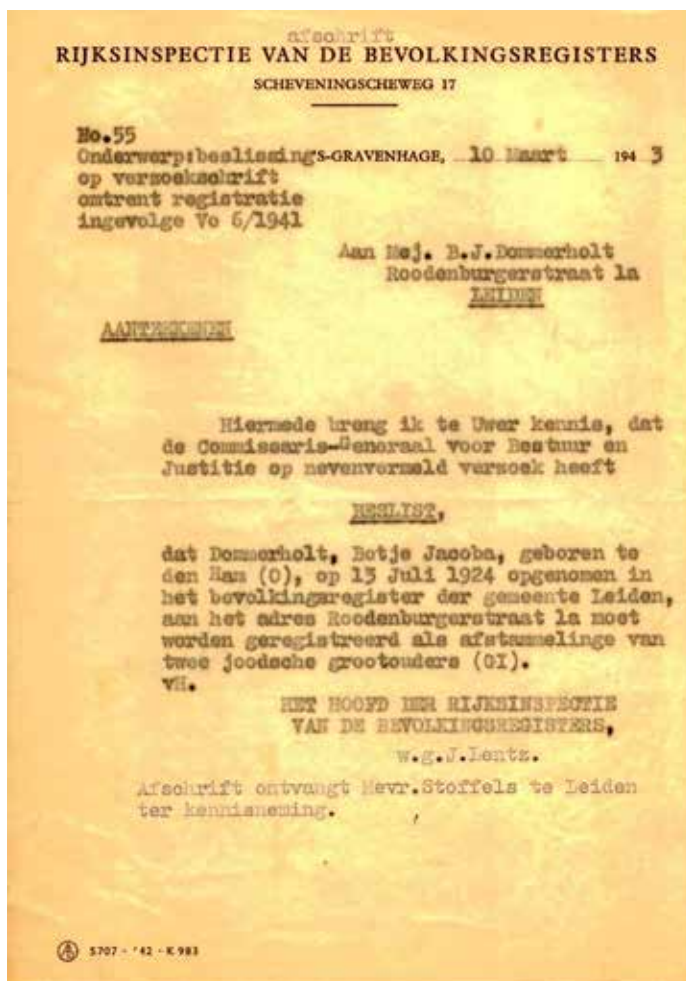 afschrift
RIJKSINSPECTIE VAN DE BEVOLKINGSREGISTERS
SCHEVENINGSCHEWEG 17
No.55
Onderwerp:beslissing 'S-GRAVENHAGE, 10 Maart 194 3
op verzoekschrift
omtrent registratie
ingevolge Vo 6/1941
Aan Mej. B.J.Dommerholt
Roodenburgerstraat 1a
LEIDEN
AANTEEKENEN
Hiermede breng ik te Uwer kennis, dat
de Commissaris-Generaal voor Bestuur en
Justitie op nevenvermeld verzoek heeft
BESLIST,
dat Dommerholt, Botje Jacoba, geboren te
den Ham (O), op 13 Juli 1924 opgenomen in
het bevolkingsregister der gemeente Leiden,
aan het adres Roodenburgerstraat 1a moet
worden geregistreerd als afstammelinge van
twee joodsche grootouders (GI).
VH.
HET HOOFD DER RIJKSINSPECTIE
VAN DE BEVOLKINGSREGISTERS,
w.g.J.Lentz.
Afschrift ontvangt Mevr.Stoffels te Leiden
ter kennisneming.
5707 - '42 - K 983